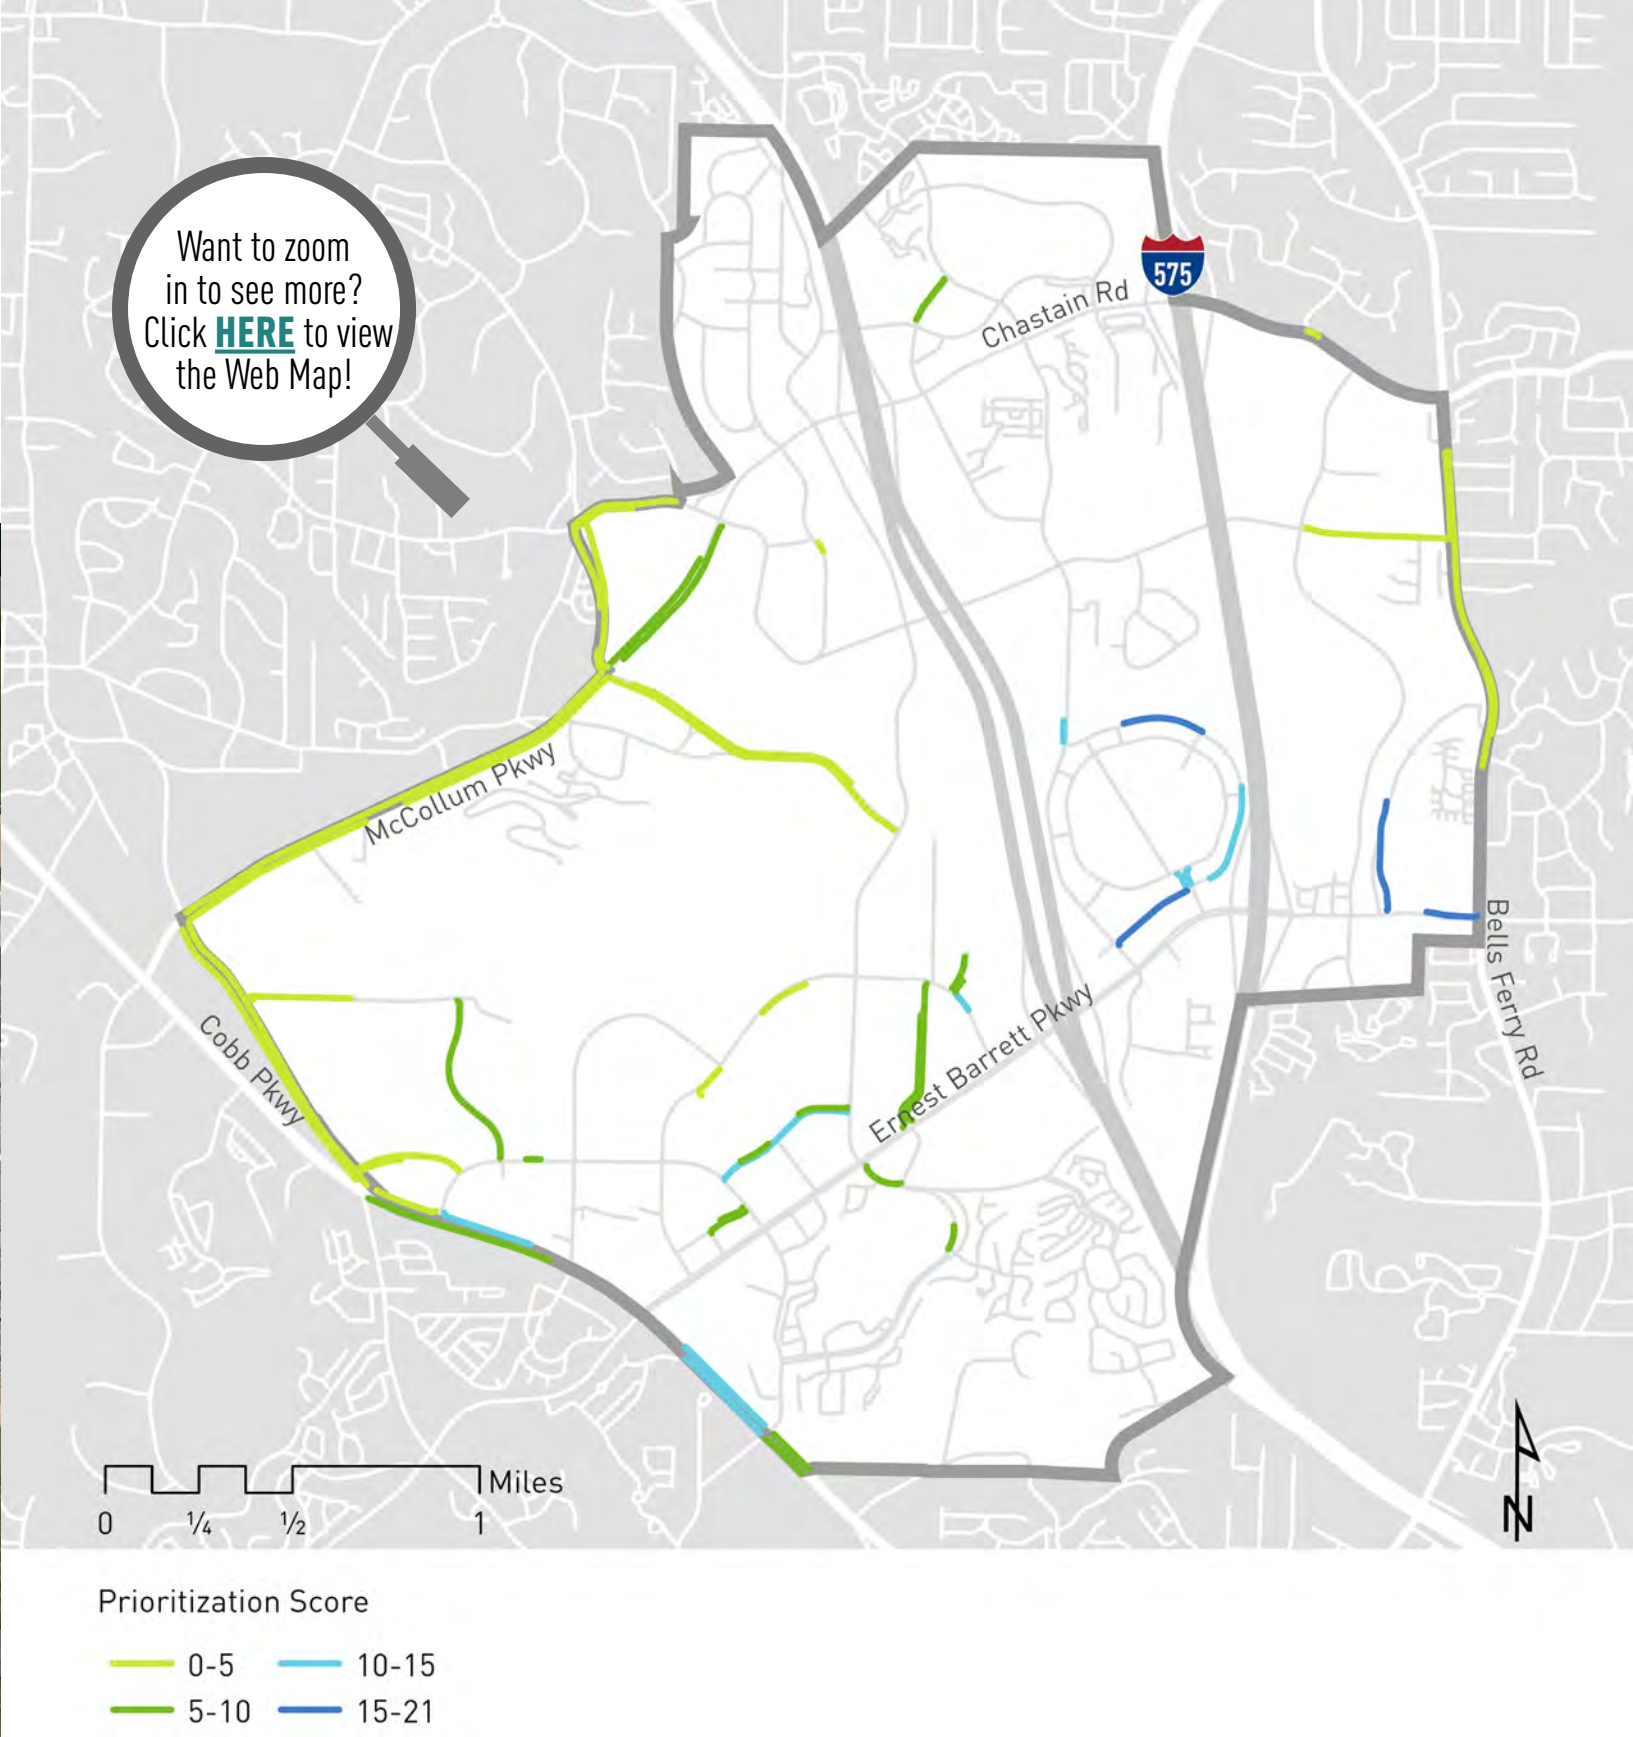 Want to zoom
in to see more?
Click HERE to view
the Web Map!
575
Chastain Rd
McCollum Pkwy
Cobb Pkwy
Ernest Barrett Pkwy
Bells Ferry Rd
Miles
0 ¼ ½ 1
N
Prioritization Score
0-5 10-15
5-10 15-21